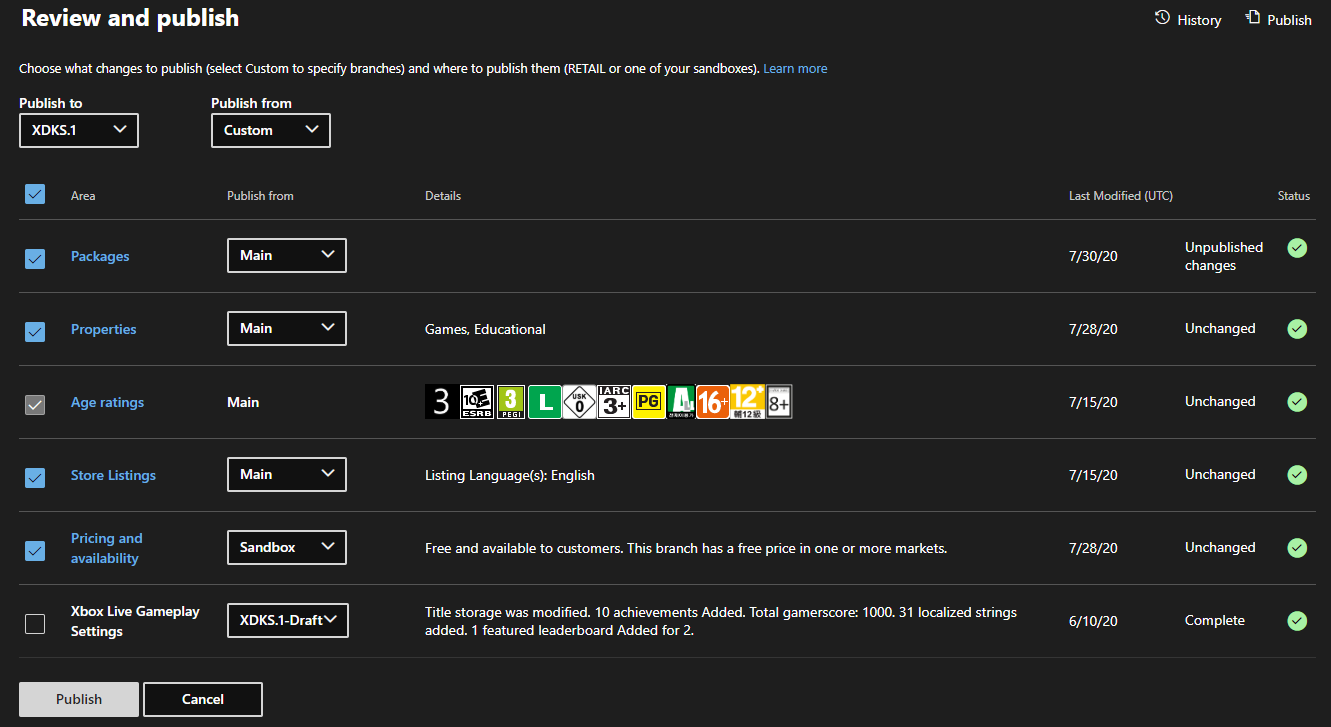 Review and publish
History
Publish
Choose what changes to publish (select Custom to specify branches) and where to publish them (RETAIL or one of your sandboxes). Learn more
Publish to
Publish from
XDKS.1
Custom
Area
Publish from
Details
Last Modified (UTC)
Status
Packages
Main
7/30/20
Unpublished
changes
Properties
Main
Games, Educational
7/28/20
Unchanged
Age ratings
Main
3
10E
ESRB
3
PEGI
L
USK
0
IARC
3+
PG
A
16+
12+
輔12級
8+
7/15/20
Unchanged
Store Listings
Main
Listing Language(s): English
7/15/20
Unchanged
Pricing and
availability
Sandbox
Free and available to customers. This branch has a free price in one or more markets.
7/28/20
Unchanged
Xbox Live Gameplay
Settings
XDKS.1-Draft
Title storage was modified. 10 achievements Added. Total gamerscore: 1000. 31 localized strings
added. 1 featured leaderboard Added for 2.
6/10/20
Complete
Publish
Cancel